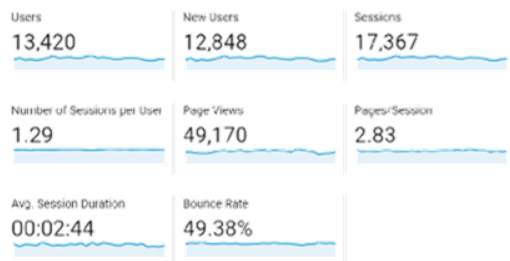 Users
13,420
New Users
12,848
Sessions
17,367
Number of Sessions per User
1.29
Page Views
49,170
Pages/Session
2.83
Avg. Session Duration
00:02:44
Bounce Rate
49.38%